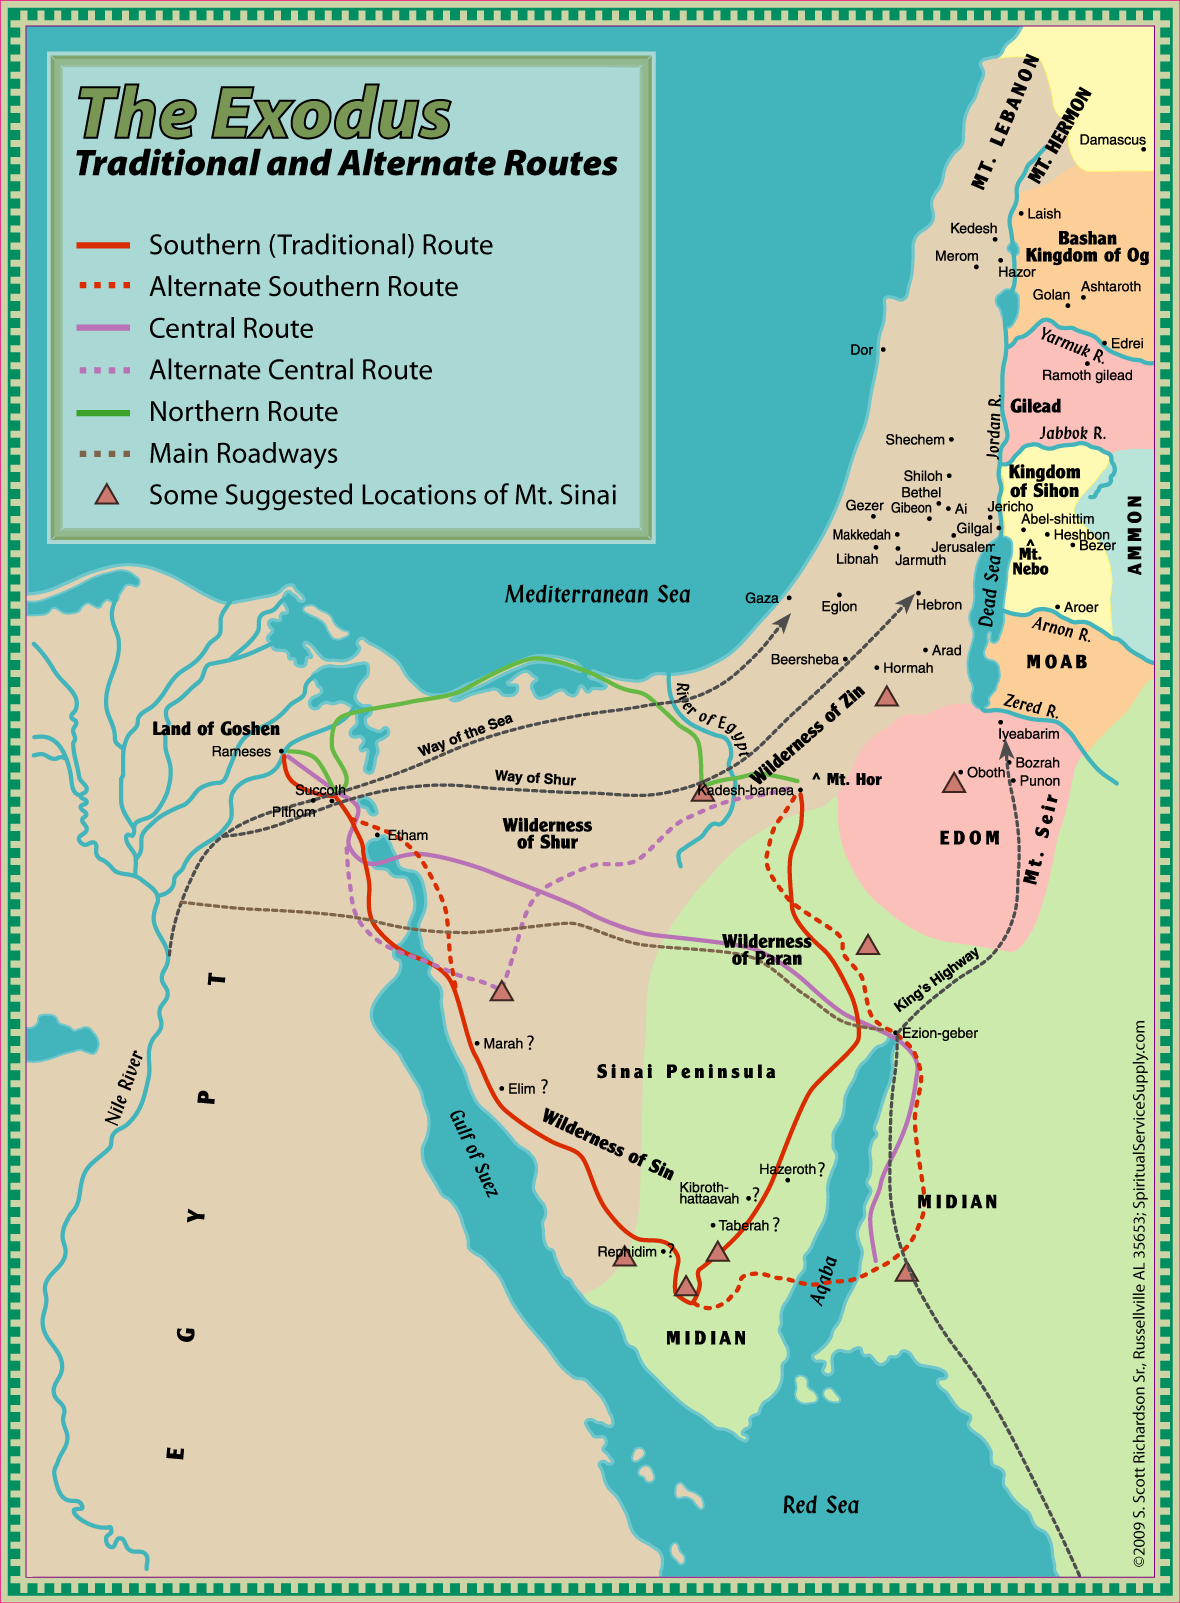 The Exodus
Traditional and Alternate Routes
Southern (Traditional) Route
Alternate Southern Route
Central Route
Alternate Central Route
Northern Route
Main Roadways
Some Suggested Locations of Mt. Sinai
MT. LEBANON
MT. HERMON
Damascus
Laish
Kedesh
Bashan
Kingdom of Og
Merom
Hazor
Ashtaroth
Golan
Dor
Yarmuk R.
Edrei
Ramoth gilead
Jordan R.
Gilead
Jabbok R.
Shechem
Kingdom
of Sihon
Shiloh
Bethel
Gezer
Gibeon
Ai
Jericho
Abel-shittim
Gilgal
Makkedah
Heshbon
Jerusalem
Bezer
^
Mt.
Nebo
Libnah
Jarmuth
AMMON
Mediterranean Sea
Gaza
Eglon
Hebron
Dead Sea
Aroer
Arnon R.
Arad
Beersheba
Hormah
MOAB
River of Egypt
Wilderness of Zin
Zered R.
Land of Goshen
Way of the Sea
Iyeabarim
Rameses
Bozrah
Oboth
Punon
Way of Shur
^ Mt. Hor
Kadesh-barnea
Succoth
Pithom
Etham
Wilderness
of Shur
EDOM
Mt. Seir
Wilderness
of Paran
King's Highway
Ezion-geber
Marah ?
Sinai Peninsula
Elim ?
Nile River
Gulf of Suez
Wilderness of Sin
Hazeroth ?
Kibroth-
hattaavah ?
Taberah ?
MIDIAN
Rephidim ?
Aqaba
MIDIAN
EGYPT
Red Sea
©2009 S. Scott Richardson Sr., Russellville AL 35653; SpiritualServiceSupply.com